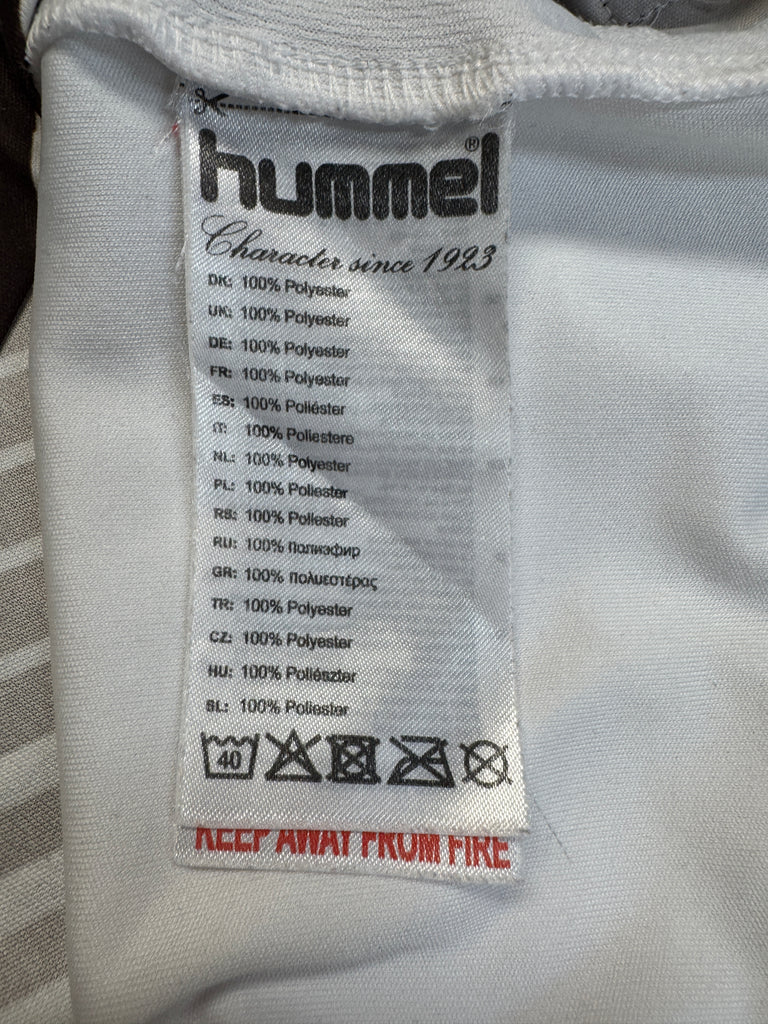 hummel®
Character since 1923
DK: 100% Polyester
UK: 100% Polyester
DE: 100% Polyester
FR: 100% Polyester
ES: 100% Poliéster
IT: 100% Poliestere
NL: 100% Polyester
PL: 100% Poliester
RS: 100% Poliester
RU: 100% Полиэфир
GR: 100% Πολυεστέρας
TR: 100% Polyester
CZ: 100% Polyester
HU: 100% Poliészter
SL: 100% Poliester
40
KEEP AWAY FROM FIRE